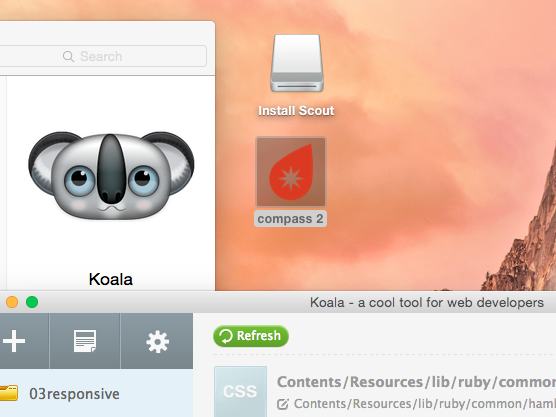 Search
Install Scout
compass 2
Koala
Koala - a cool tool for web developers
Refresh
03responsive
CSS
Contents/Resources/lib/ruby/common
Contents/Resources/lib/ruby/common/haml